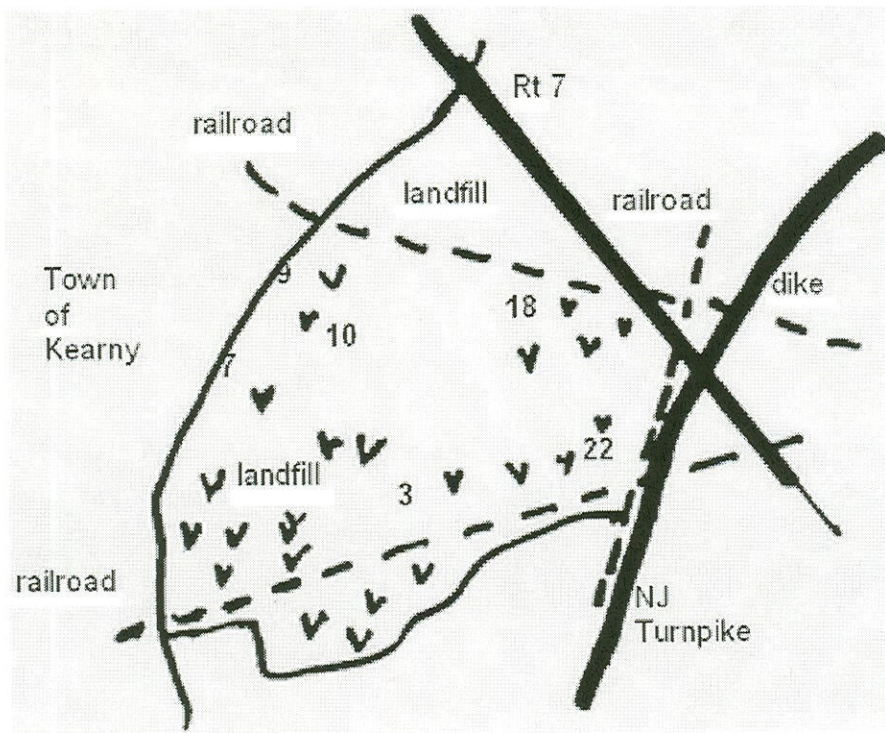 Rt 7
railroad
landfill
railroad
Town
of
Kearny
9
dike
18
10
7
landfill
22
3
railroad
NJ
Turnpike